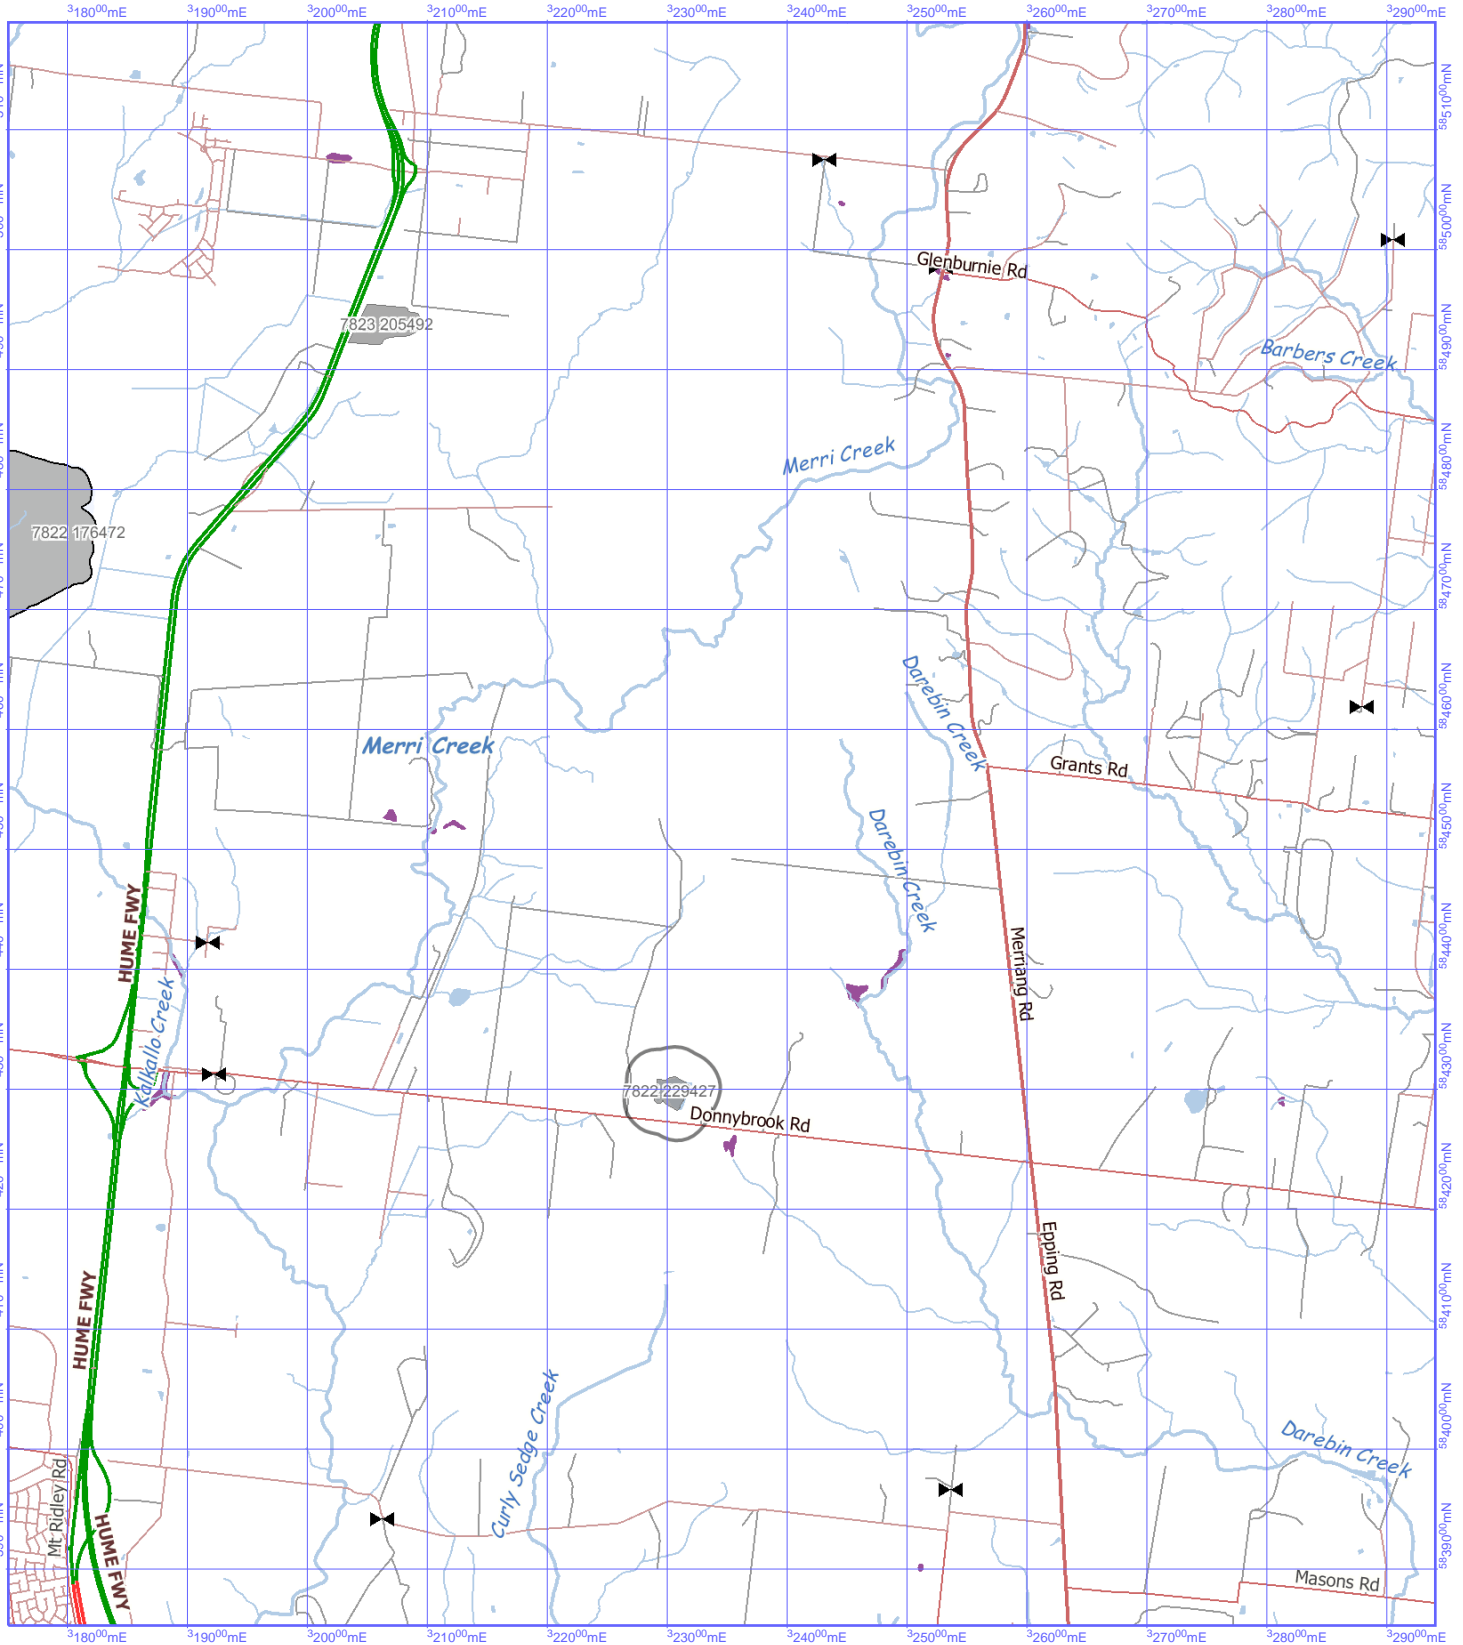 ³180⁰⁰mE ³190⁰⁰mE ³200⁰⁰mE ³210⁰⁰mE ³220⁰⁰mE ³230⁰⁰mE ³240⁰⁰mE ³250⁰⁰mE ³260⁰⁰mE ³270⁰⁰mE ³280⁰⁰mE ³290⁰⁰mE
⁵⁸510⁰⁰mN
⁵⁸500⁰⁰mN
Glenburnie Rd
7823 205492
⁵⁸490⁰⁰mN
Barbers Creek
Merri Creek
⁵⁸480⁰⁰mN
7822 176472
⁵⁸470⁰⁰mN
Darebin Creek
⁵⁸460⁰⁰mN
Merri Creek
Grants Rd
⁵⁸450⁰⁰mN
Darebin Creek
HUME FWY
⁵⁸440⁰⁰mN
Merriang Rd
Kalkallo Creek
⁵⁸430⁰⁰mN
7822 229427
Donnybrook Rd
⁵⁸420⁰⁰mN
Epping Rd
HUME FWY
⁵⁸410⁰⁰mN
⁵⁸400⁰⁰mN
Curly Sedge Creek
Darebin Creek
Mt Ridley Rd
HUME FWY
⁵⁸390⁰⁰mN
Masons Rd
³180⁰⁰mE ³190⁰⁰mE ³200⁰⁰mE ³210⁰⁰mE ³220⁰⁰mE ³230⁰⁰mE ³240⁰⁰mE ³250⁰⁰mE ³260⁰⁰mE ³270⁰⁰mE ³280⁰⁰mE ³290⁰⁰mE